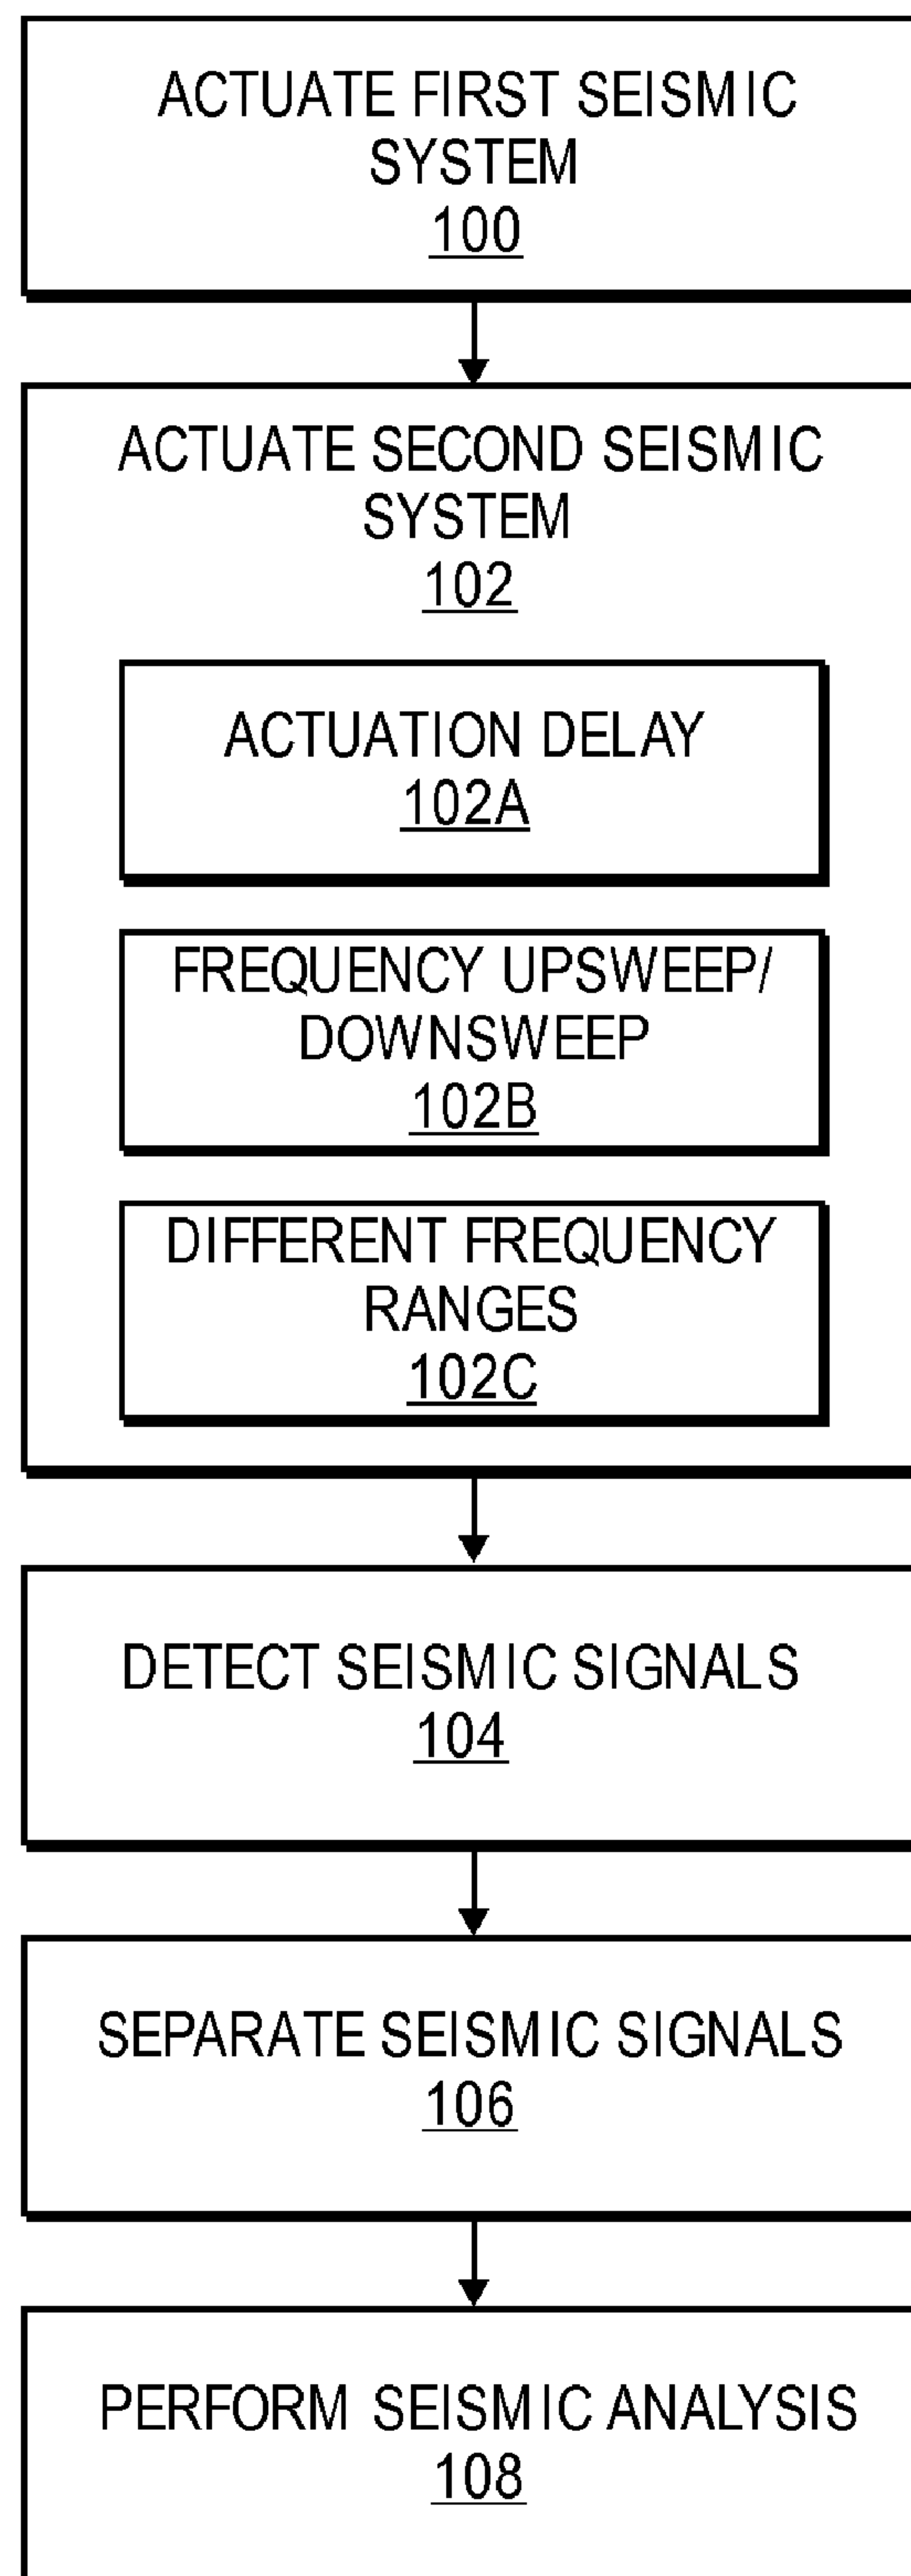 ACTUATE FIRST SEISMIC
SYSTEM
100
ACTUATE SECOND SEISMIC
SYSTEM
102
ACTUATION DELAY
102A
FREQUENCY UPSWEEP/
DOWNSWEEP
102B
DIFFERENT FREQUENCY
RANGES
102C
DETECT SEISMIC SIGNALS
104
SEPARATE SEISMIC SIGNALS
106
PERFORM SEISMIC ANALYSIS
108